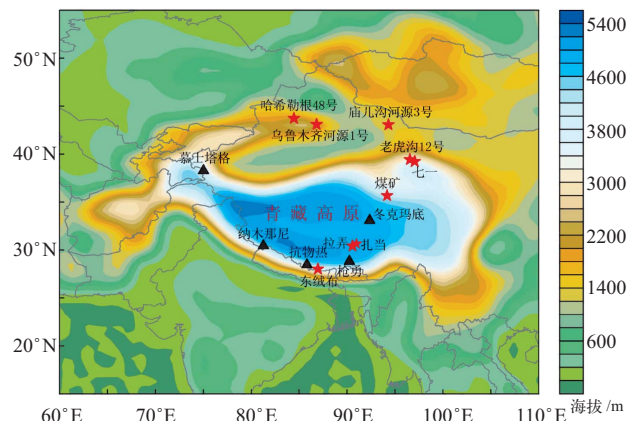 50°N
40°N
30°N
20°N
60°E
70°E
80°E
90°E
100°E
110°E
哈希勒根48号
乌鲁木齐河源1号
庙儿沟河源3号
老虎沟12号
七一
慕士塔格
煤矿
青藏高原
冬克玛底
纳木那尼
抗物热
拉弄
扎当
枪勇
东绒布
5400
4600
3800
3000
2200
1400
600
海拔/m